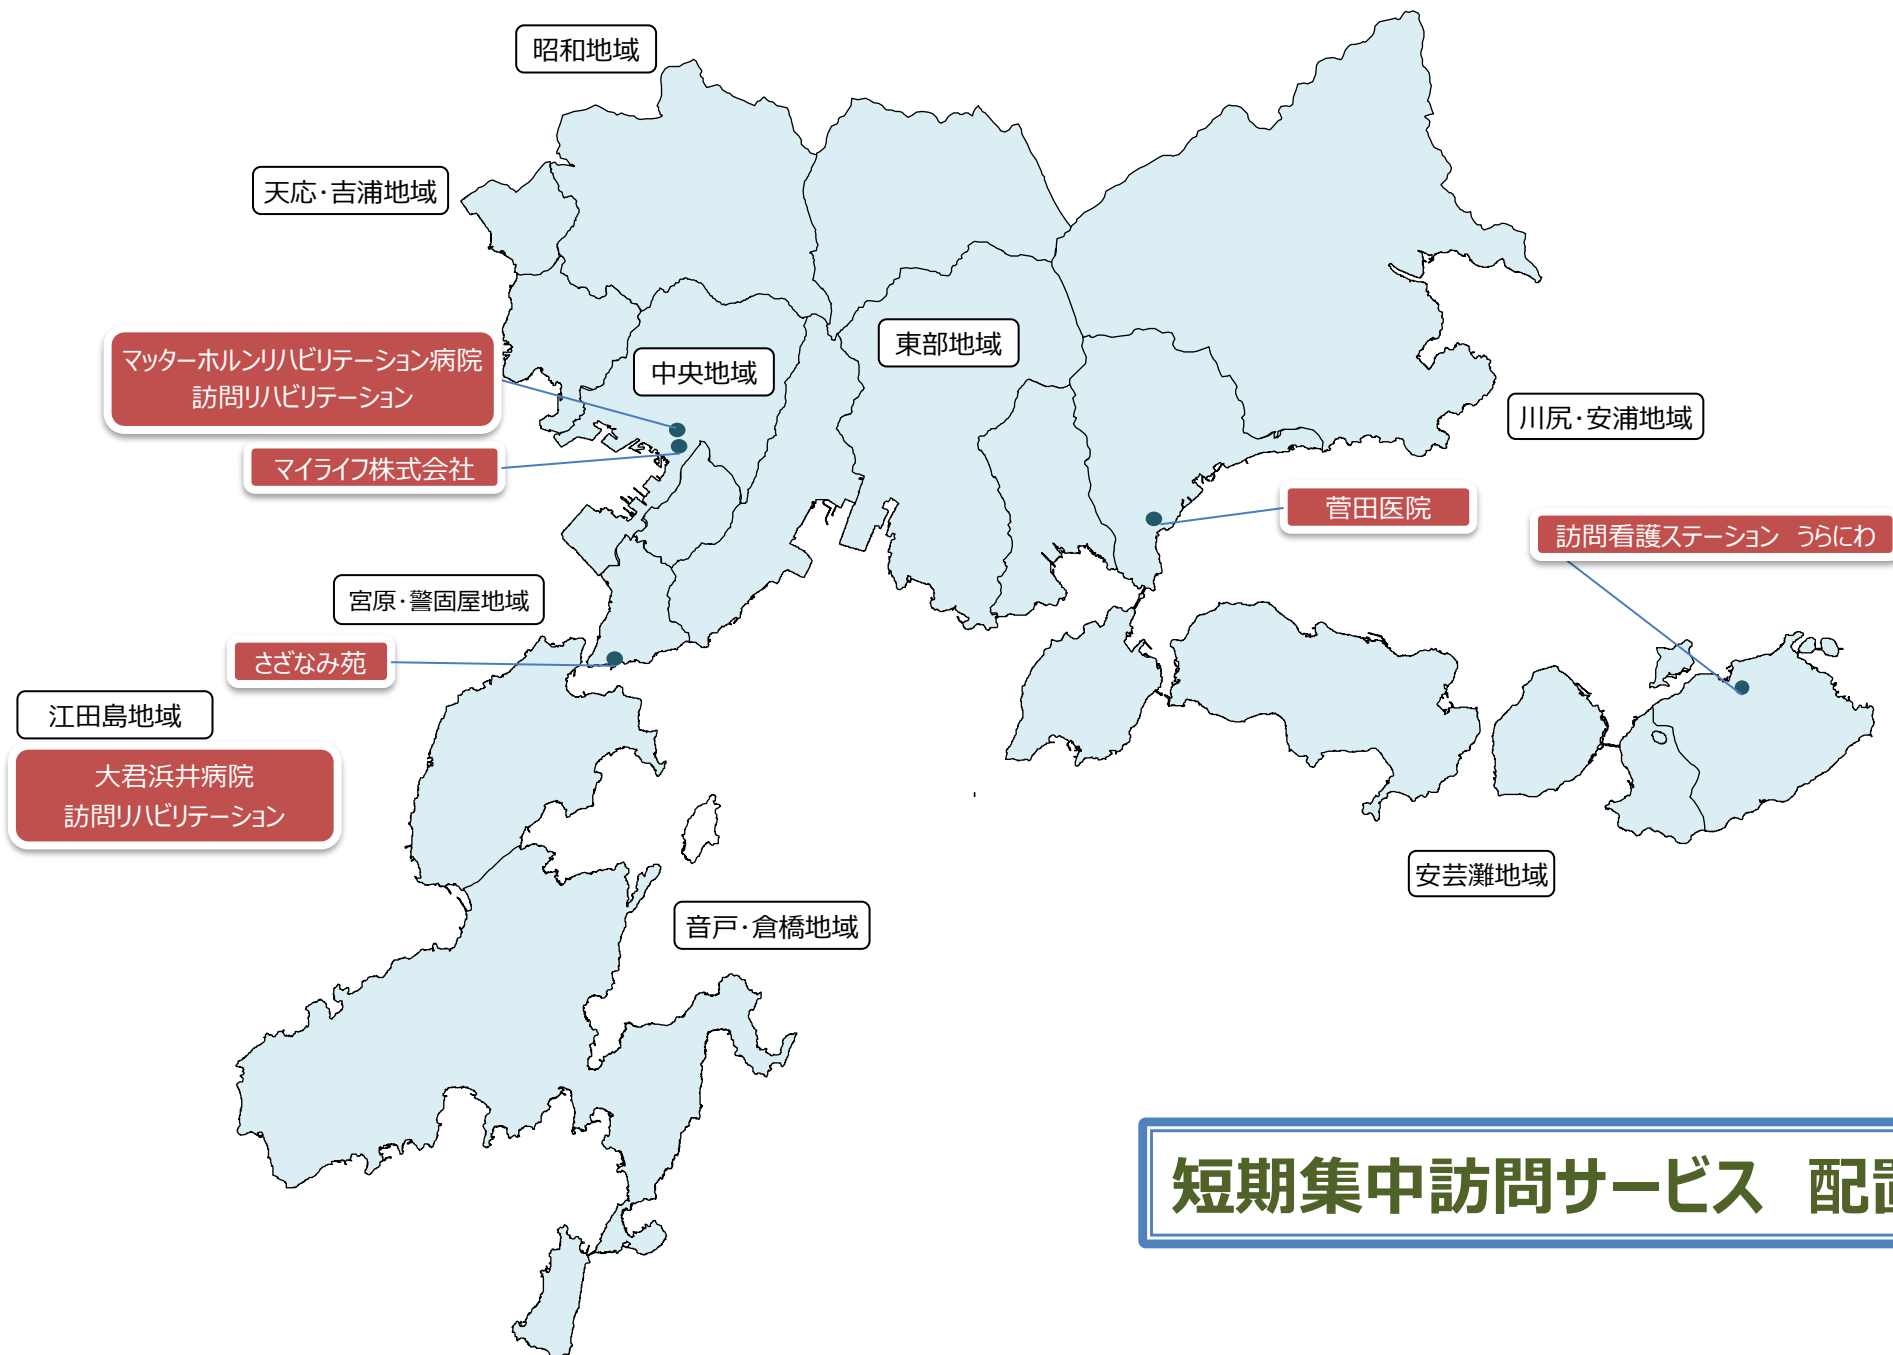 昭和地域
天応・吉浦地域
マッターホルンリハビリテーション病院
訪問リハビリテーション
中央地域
東部地域
マイライフ株式会社
川尻・安浦地域
菅田医院
訪問看護ステーション　うらにわ
宮原・警固屋地域
さざなみ苑
江田島地域
大君浜井病院
訪問リハビリテーション
安芸灘地域
音戸・倉橋地域
短期集中訪問サービス　配置